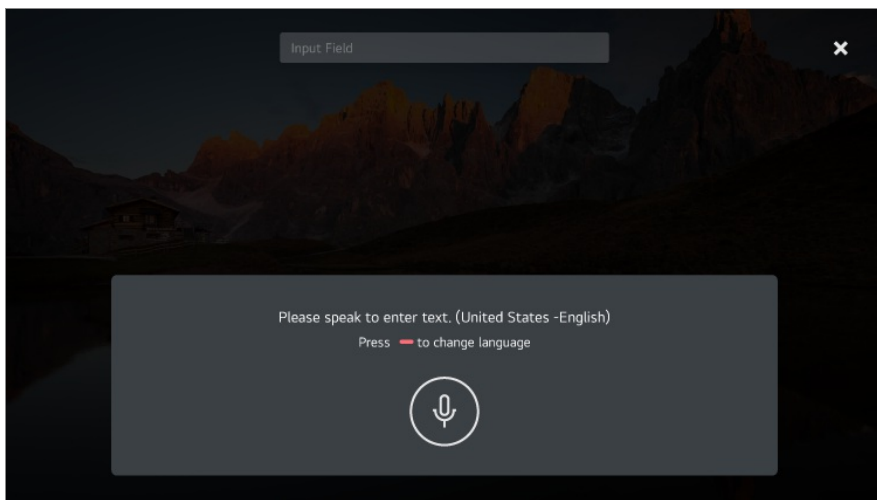 Input Field
Please speak to enter text. (United States -English)
Press to change language